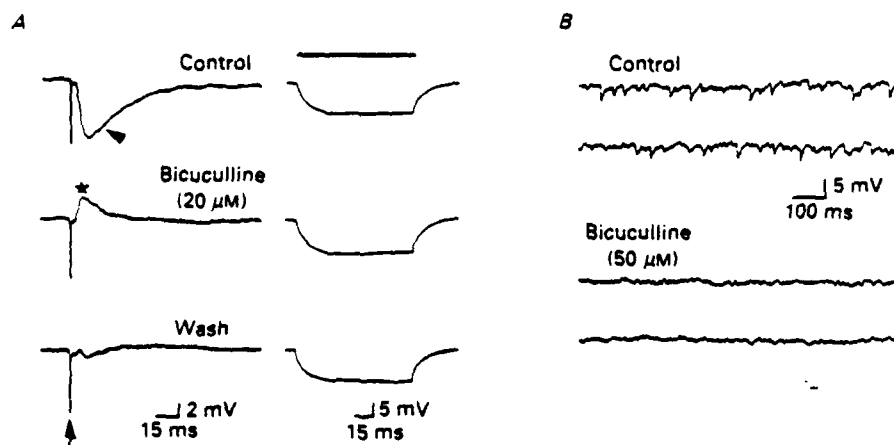 A
Control
Bicuculline
(20 µM)
Wash
2 mV
15 ms
5 mV
15 ms
B
Control
5 mV
100 ms
Bicuculline
(50 µM)